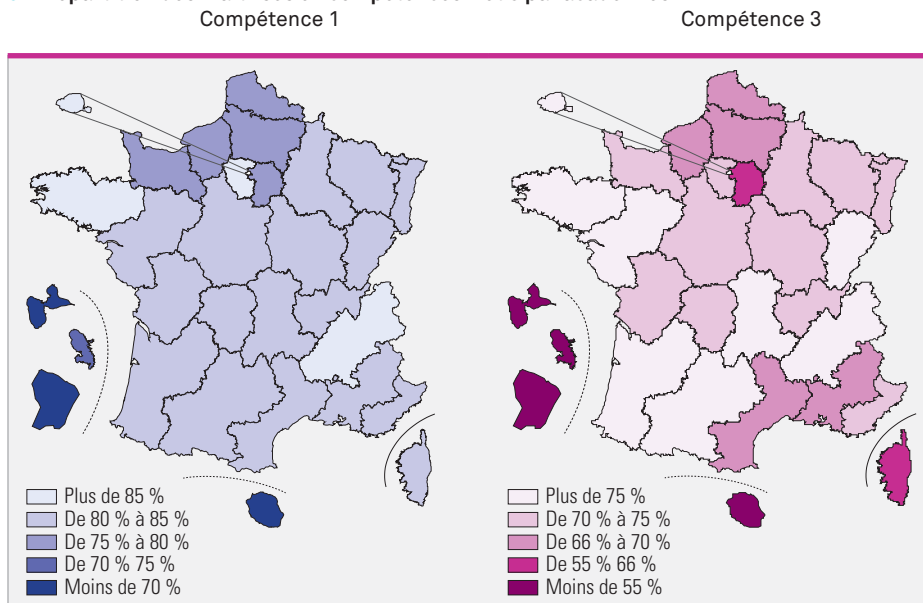 Compétence 1
Compétence 3
Plus de 85 %
De 80 % à 85 %
De 75 % à 80 %
De 70 % 75 %
Moins de 70 %
Plus de 75 %
De 70 % à 75 %
De 66 % à 70 %
De 55 % 66 %
Moins de 55 %